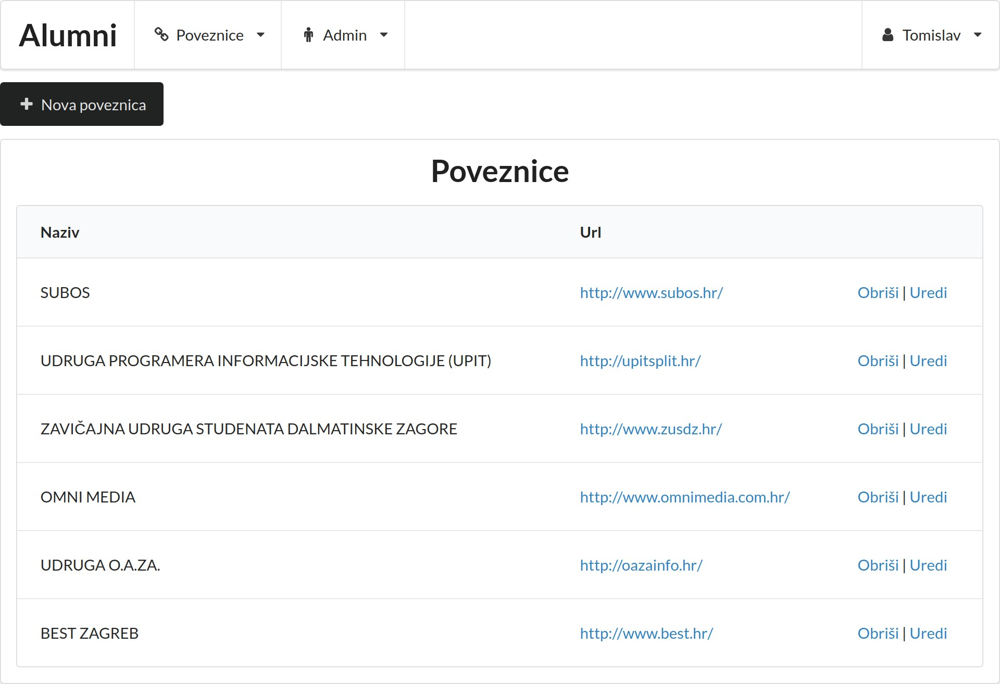 Alumni Poveznice Admin Tomislav
Nova poveznica
Poveznice
Naziv Url
SUBOS http://www.subos.hr/ Obriši | Uredi
UDRUGA PROGRAMERA INFORMACIJSKE TEHNOLOGIJE (UPIT) http://upitsplit.hr/ Obriši | Uredi
ZAVIČAJNA UDRUGA STUDENATA DALMATINSKE ZAGORE http://www.zusdz.hr/ Obriši | Uredi
OMNI MEDIA http://www.omnimedia.com.hr/ Obriši | Uredi
UDRUGA O.A.ZA. http://oazainfo.hr/ Obriši | Uredi
BEST ZAGREB http://www.best.hr/ Obriši | Uredi